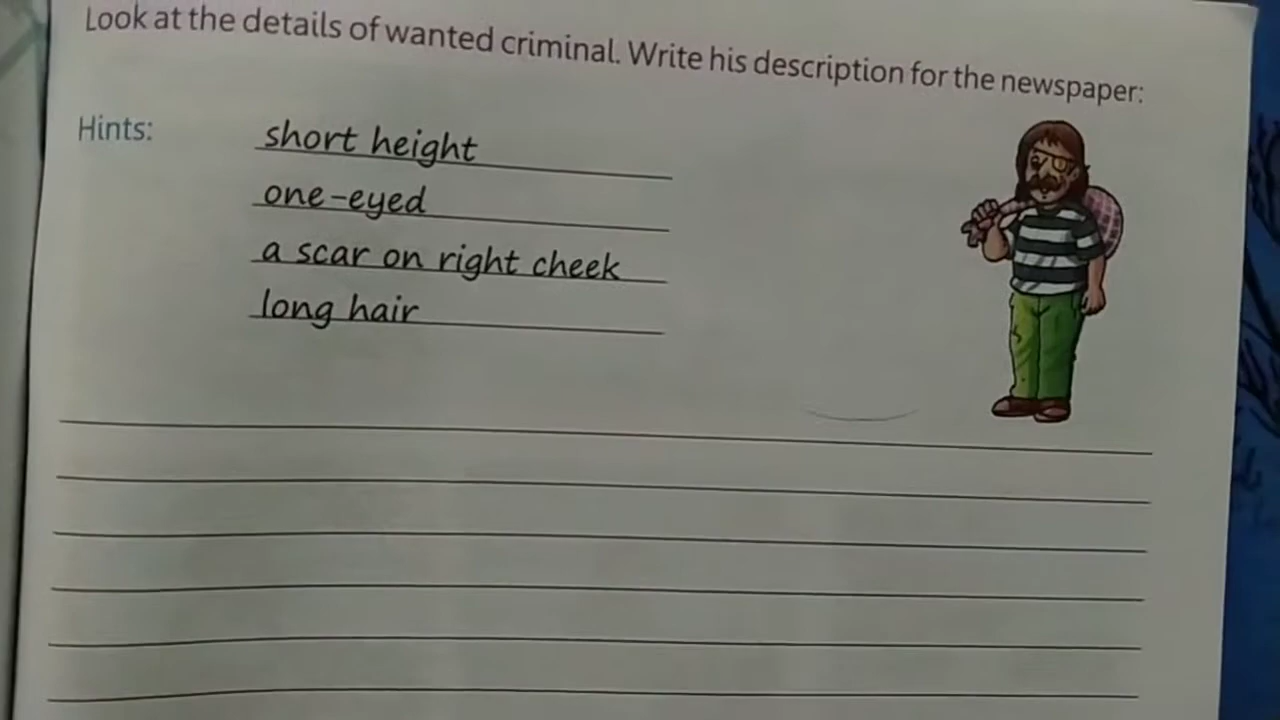 Look at the details of wanted criminal. Write his description for the newspaper:
Hints:
short height
one-eyed
a scar on right cheek
long hair